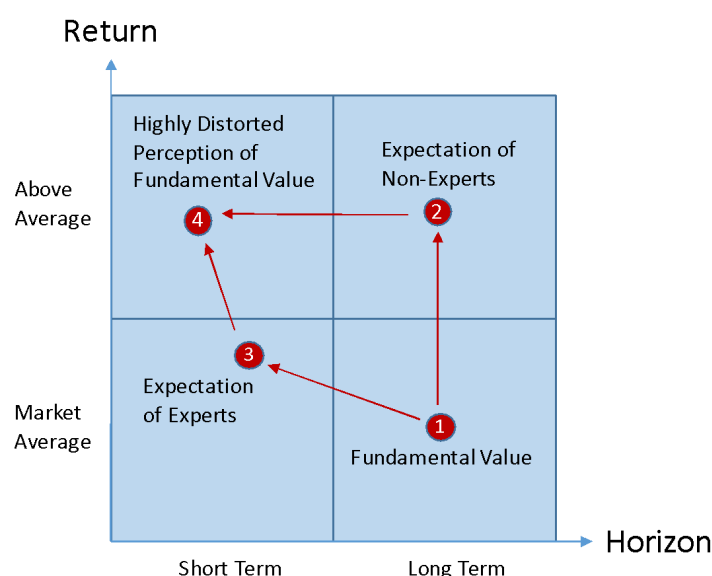 Return
Highly Distorted
Perception of
Fundamental Value
Expectation of
Non-Experts
Above
Average
4
2
3
Expectation
of Experts
Market
Average
1
Fundamental Value
Horizon
Short Term
Long Term